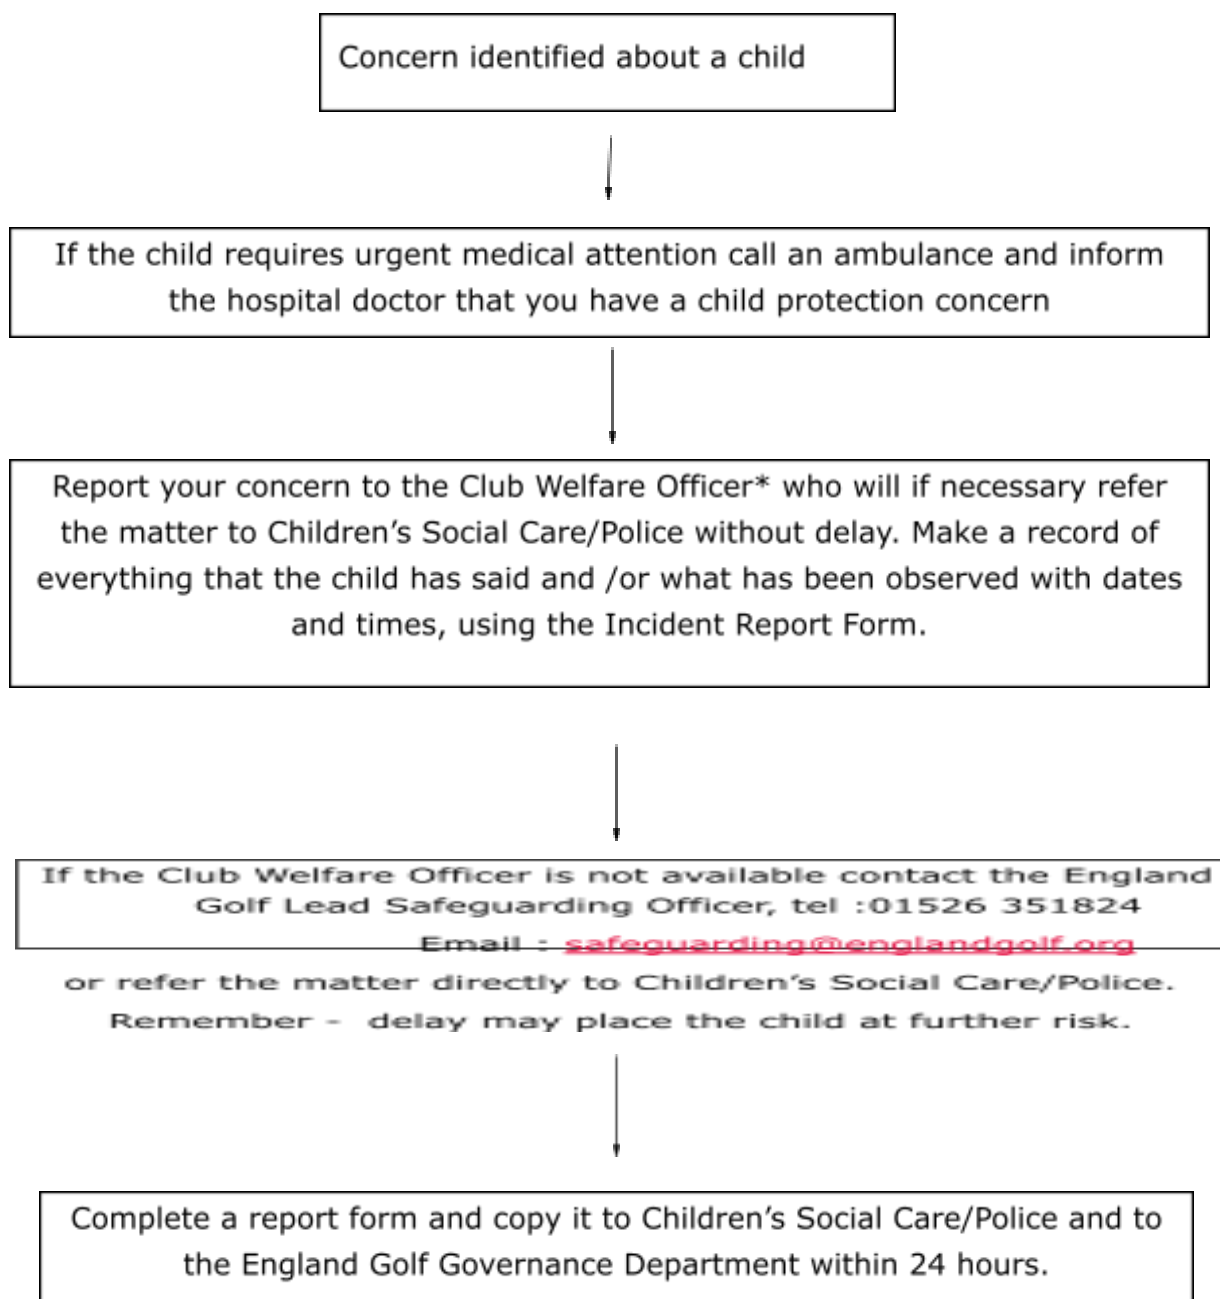 Concern identified about a child
If the child requires urgent medical attention call an ambulance and inform
the hospital doctor that you have a child protection concern
Report your concern to the Club Welfare Officer* who will if necessary refer
the matter to Children’s Social Care/Police without delay. Make a record of
everything that the child has said and /or what has been observed with dates
and times, using the Incident Report Form.
If the Club Welfare Officer is not available contact the England
Golf Lead Safeguarding Officer, tel :01526 351824
Email : safeguarding@englandgolf.org
or refer the matter directly to Children’s Social Care/Police.
Remember - delay may place the child at further risk.
Complete a report form and copy it to Children’s Social Care/Police and to
the England Golf Governance Department within 24 hours.